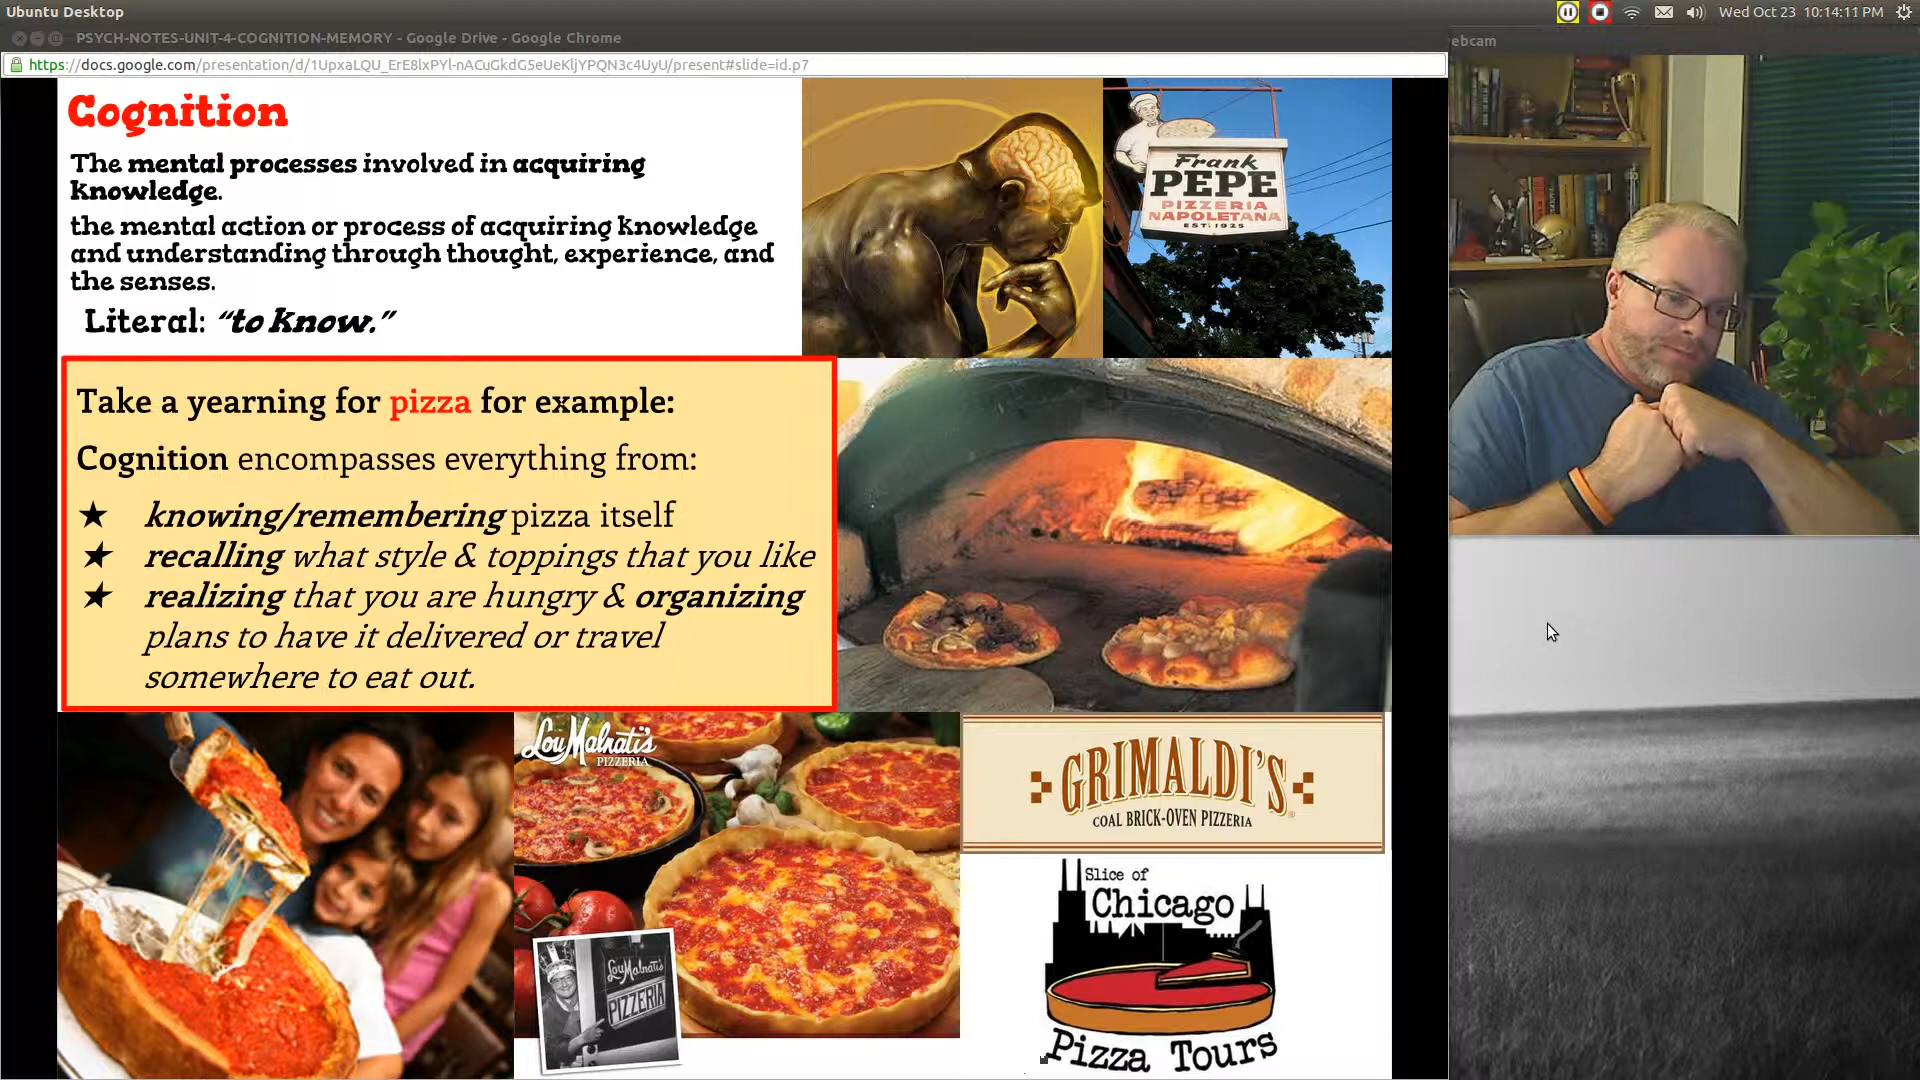 Ubuntu Desktop
Wed Oct 23 10:14:11 PM
PSYCH-NOTES-UNIT-4-COGNITION-MEMORY - Google Drive - Google Chrome
ebcam
https://docs.google.com/presentation/d/1UpxaLQU_ErE8lxPYl-nACuGkdG5eUeKljYPQN3c4UyU/present#slide=id.p7
Cognition
The mental processes involved in acquiring
knowledge.
the mental action or process of acquiring knowledge
and understanding through thought, experience, and
the senses.
Literal: “to know.”
Frank
PEPE
PIZZERIA
NAPOLETANA
EST. 1925
Take a yearning for pizza for example:
Cognition encompasses everything from:
★ knowing/remembering pizza itself
★ recalling what style & toppings that you like
★ realizing that you are hungry & organizing
plans to have it delivered or travel
somewhere to eat out.
Lou Malnati's
PIZZERIA
Lou Malnati's
PIZZERIA
GRIMALDI'S
COAL BRICK-OVEN PIZZERIA
Slice of
Chicago
Pizza Tours